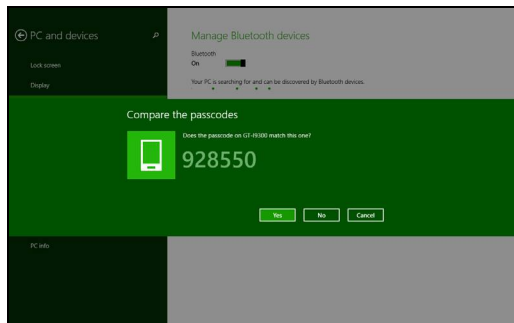 PC and devices
Lock screen
Display
Manage Bluetooth devices
Bluetooth
On
Your PC is searching for and can be discovered by Bluetooth devices.
Compare the passcodes
Does the passcode on GT-I9300 match this one?
928550
Yes No Cancel
PC info